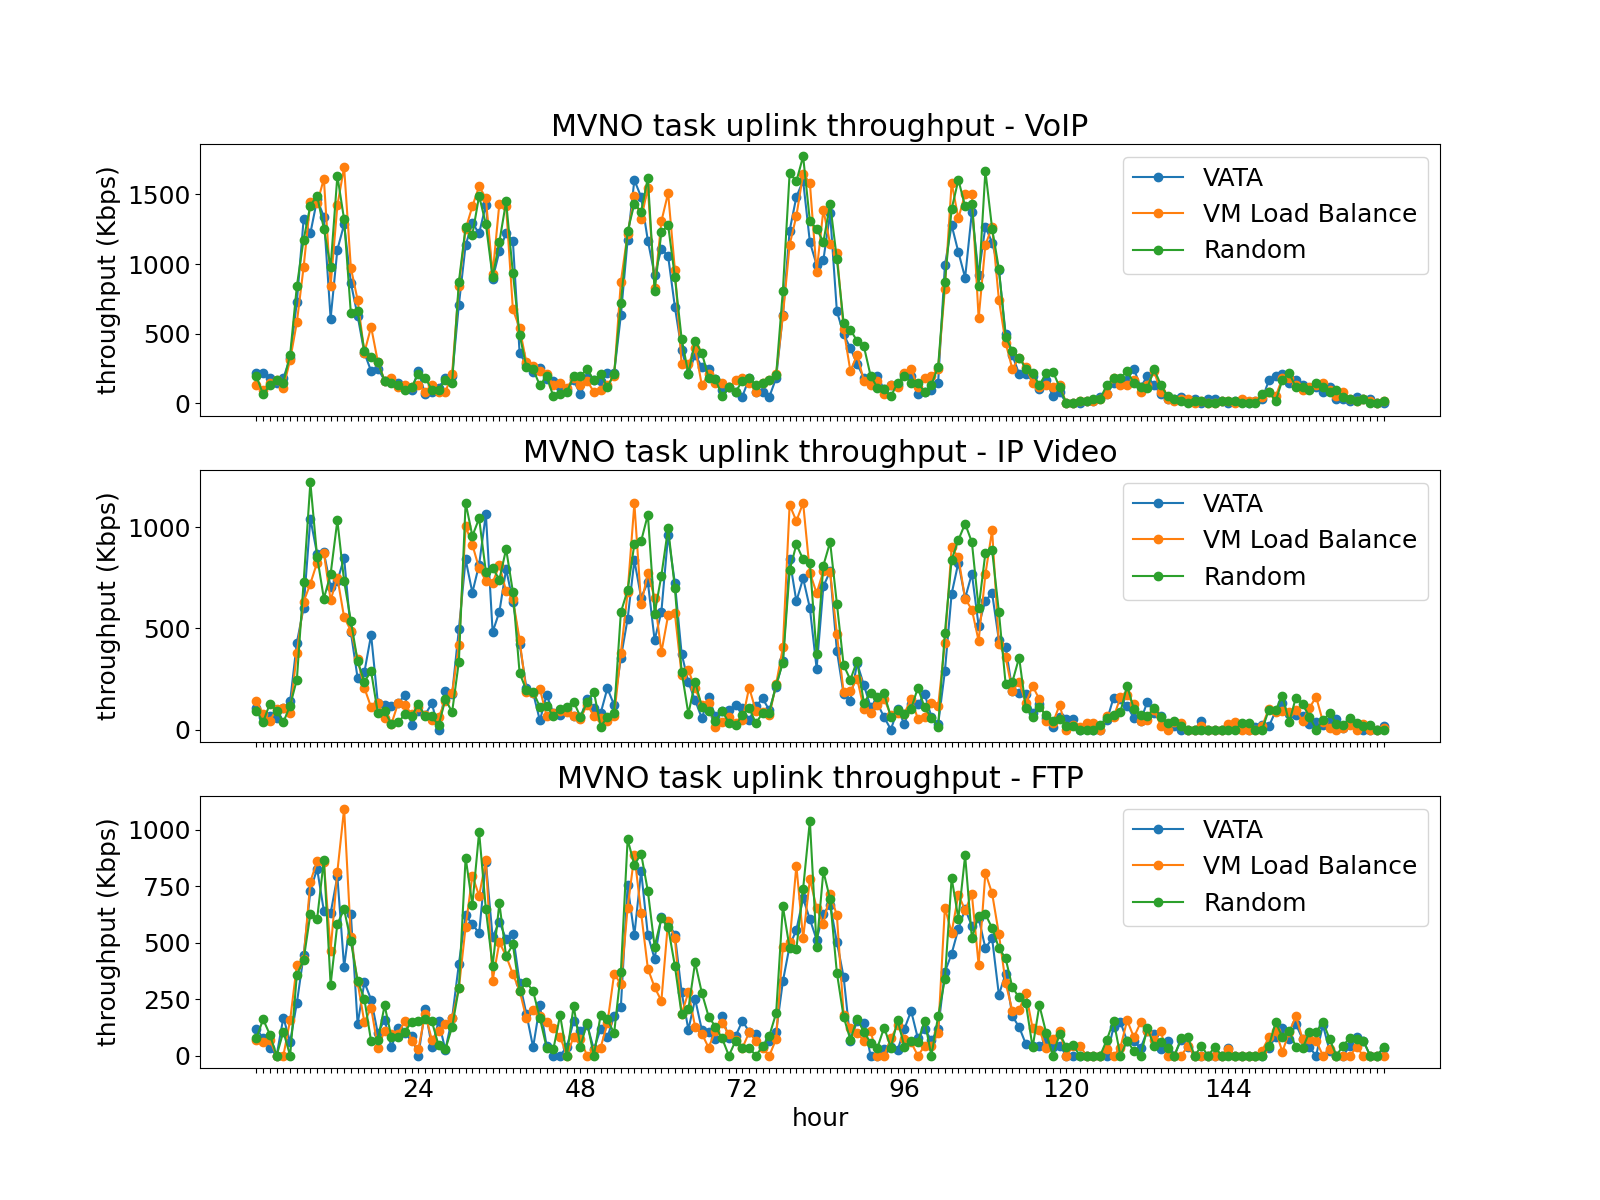 MVNO task uplink throughput - VoIP
throughput (Kbps)
1500
1000
500
0
VATA
VM Load Balance
Random
MVNO task uplink throughput - IP Video
throughput (Kbps)
1000
500
0
VATA
VM Load Balance
Random
MVNO task uplink throughput - FTP
throughput (Kbps)
1000
750
500
250
0
VATA
VM Load Balance
Random
24 48 72 96 120 144
hour